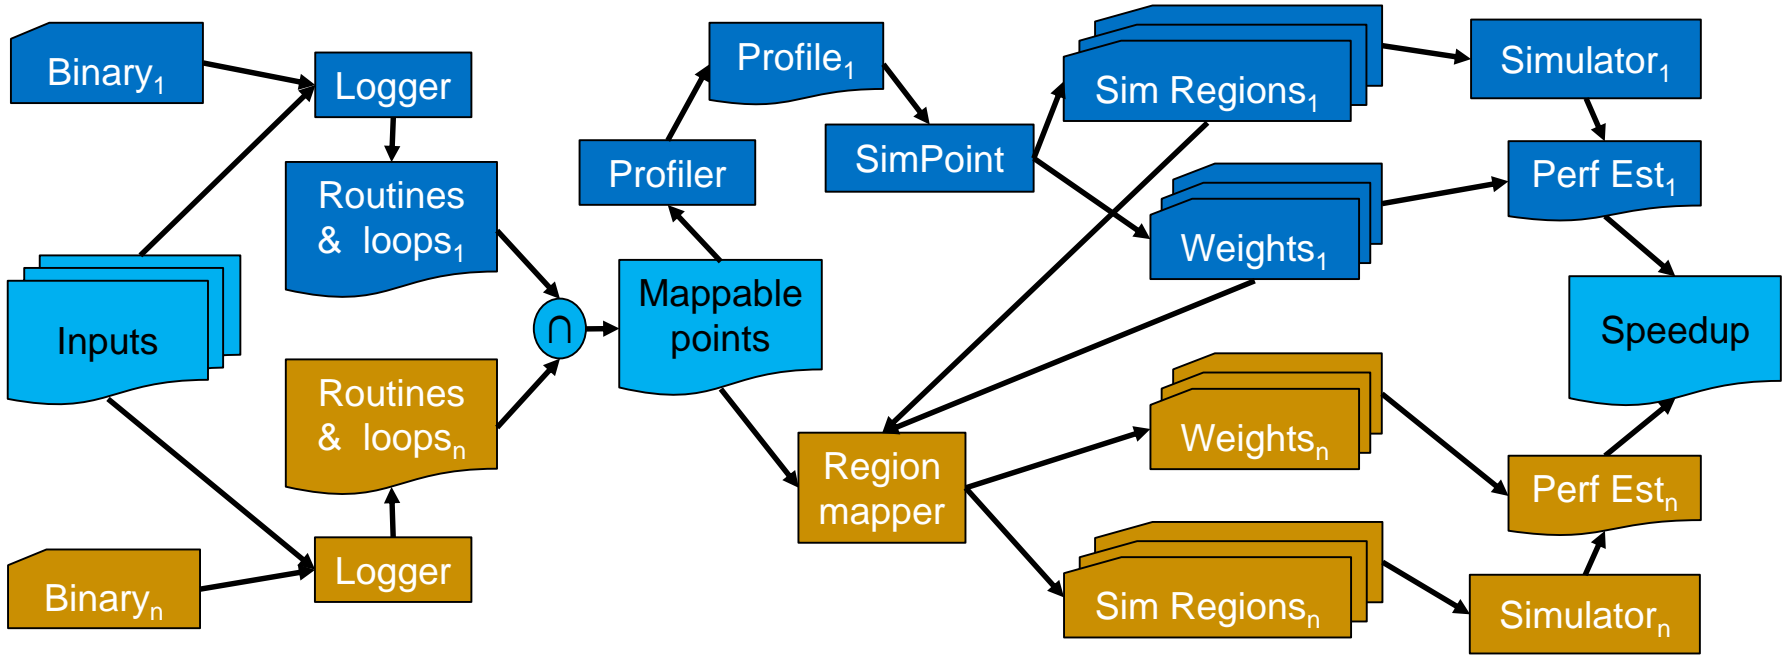 Binary1
Logger
Routines
& loops1
Inputs
Routines
& loopsn
Logger
Binaryn
∩
Mappable
points
Profiler
Profile1
SimPoint
Sim Regions1
Weights1
Region
mapper
Weightsn
Sim Regionsn
Simulator1
Perf Est1
Speedup
Perf Estn
Simulatorn